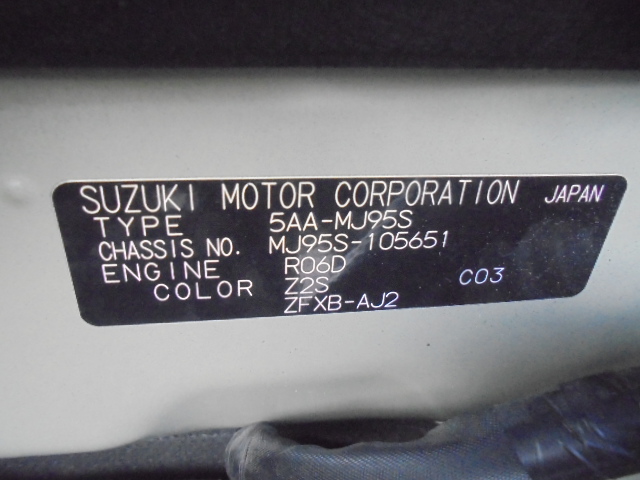 SUZUKI MOTOR CORPORATION JAPAN
TYPE 5AA-MJ95S
CHASSIS NO. MJ95S-105651
ENGINE R06D
COLOR Z2S C03
ZFXB-AJ2